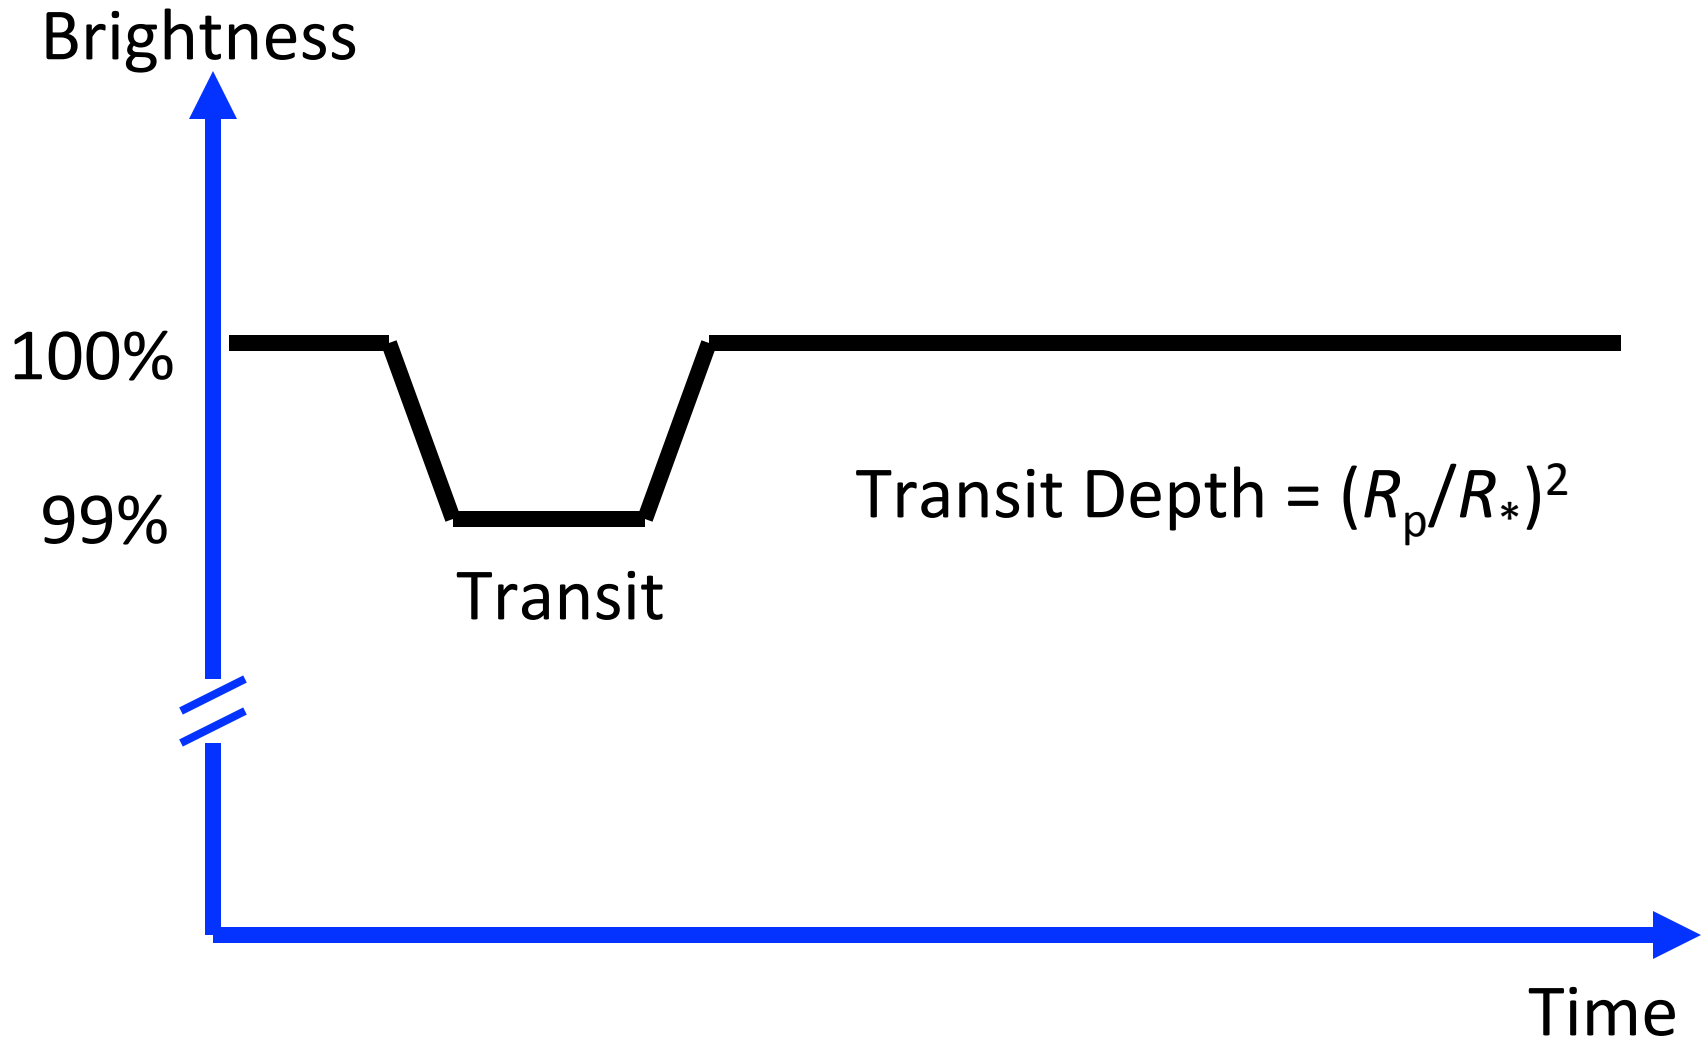 Brightness
100%
99%
Transit Depth = (Rₚ/R*)²
Transit
Time